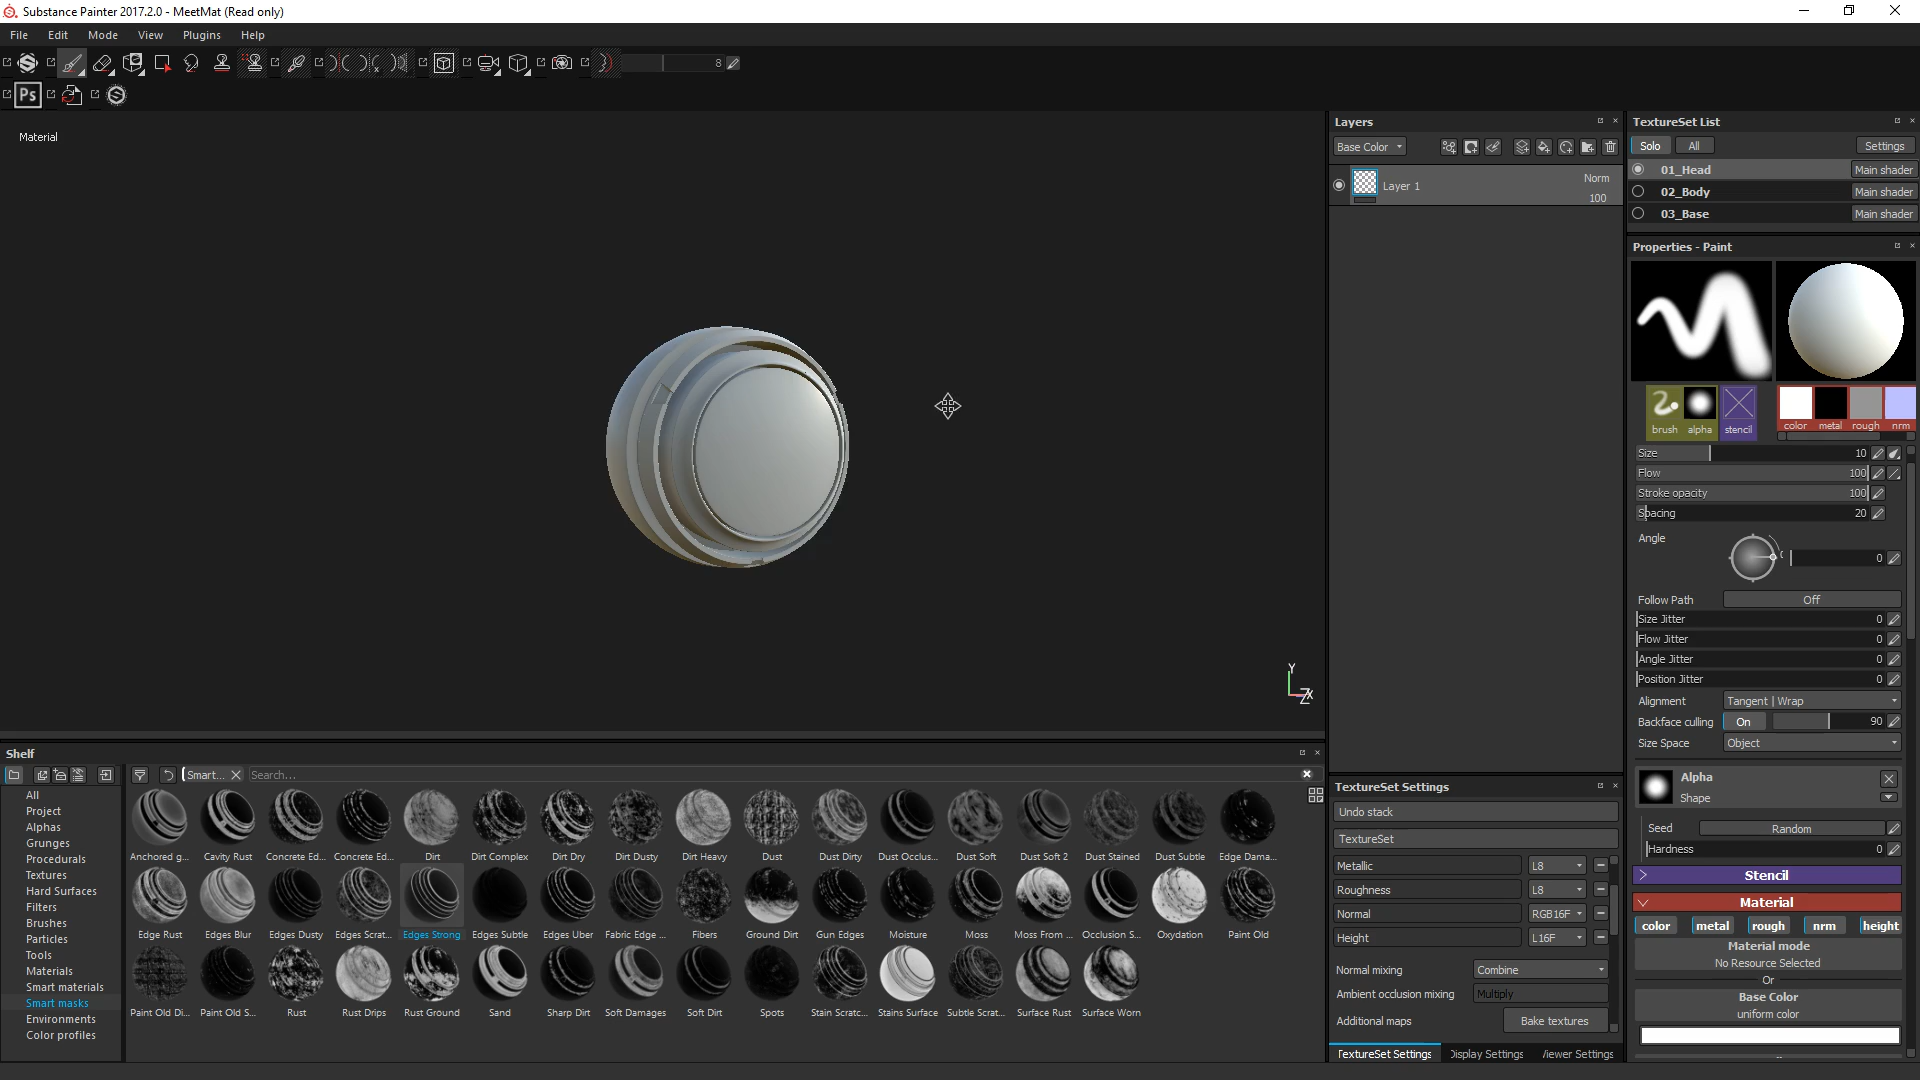 Substance Painter 2017.2.0 - MeetMat (Read only)
File Edit Mode View Plugins Help
8
Ps
Material
Y
Z
X
Layers
Base Color
Layer 1
Norm
100
TextureSet List
Solo All Settings
01_Head Main shader
02_Body Main shader
03_Base Main shader
Properties - Paint
brush alpha stencil color metal rough nrm
Size 10
Flow 100
Stroke opacity 100
Spacing 20
Angle
0
Follow Path Off
Size Jitter 0
Flow Jitter 0
Angle Jitter 0
Position Jitter 0
Alignment Tangent | Wrap
Backface culling On 90
Size Space Object
Alpha
Shape
Seed Random
Hardness 0
Stencil
Material
color metal rough nrm height
Material mode
No Resource Selected
Or
Base Color
uniform color
Shelf
Smart... Search...
All
Project
Alphas
Grunges
Procedurals
Textures
Hard Surfaces
Filters
Brushes
Particles
Tools
Materials
Smart materials
Smart masks
Environments
Color profiles
Anchored g... Cavity Rust Concrete Ed... Concrete Ed... Dirt Dirt Complex Dirt Dry Dirt Dusty Dirt Heavy Dust Dust Dirty Dust Occlus... Dust Soft Dust Soft 2 Dust Stained Dust Subtle Edge Dama...
Edge Rust Edges Blur Edges Dusty Edges Scrat... Edges Strong Edges Subtle Edges Uber Fabric Edge ... Fibers Ground Dirt Gun Edges Moisture Moss Moss From ... Occlusion S... Oxydation Paint Old
Paint Old Di... Paint Old S... Rust Rust Drips Rust Ground Sand Sharp Dirt Soft Damages Soft Dirt Spots Stain Scratc... Stains Surface Subtle Scrat... Surface Rust Surface Worn
TextureSet Settings
Undo stack
TextureSet
Metallic L8
Roughness L8
Normal RGB16F
Height L16F
Normal mixing Combine
Ambient occlusion mixing Multiply
Additional maps Bake textures
TextureSet Settings Display Settings Viewer Settings